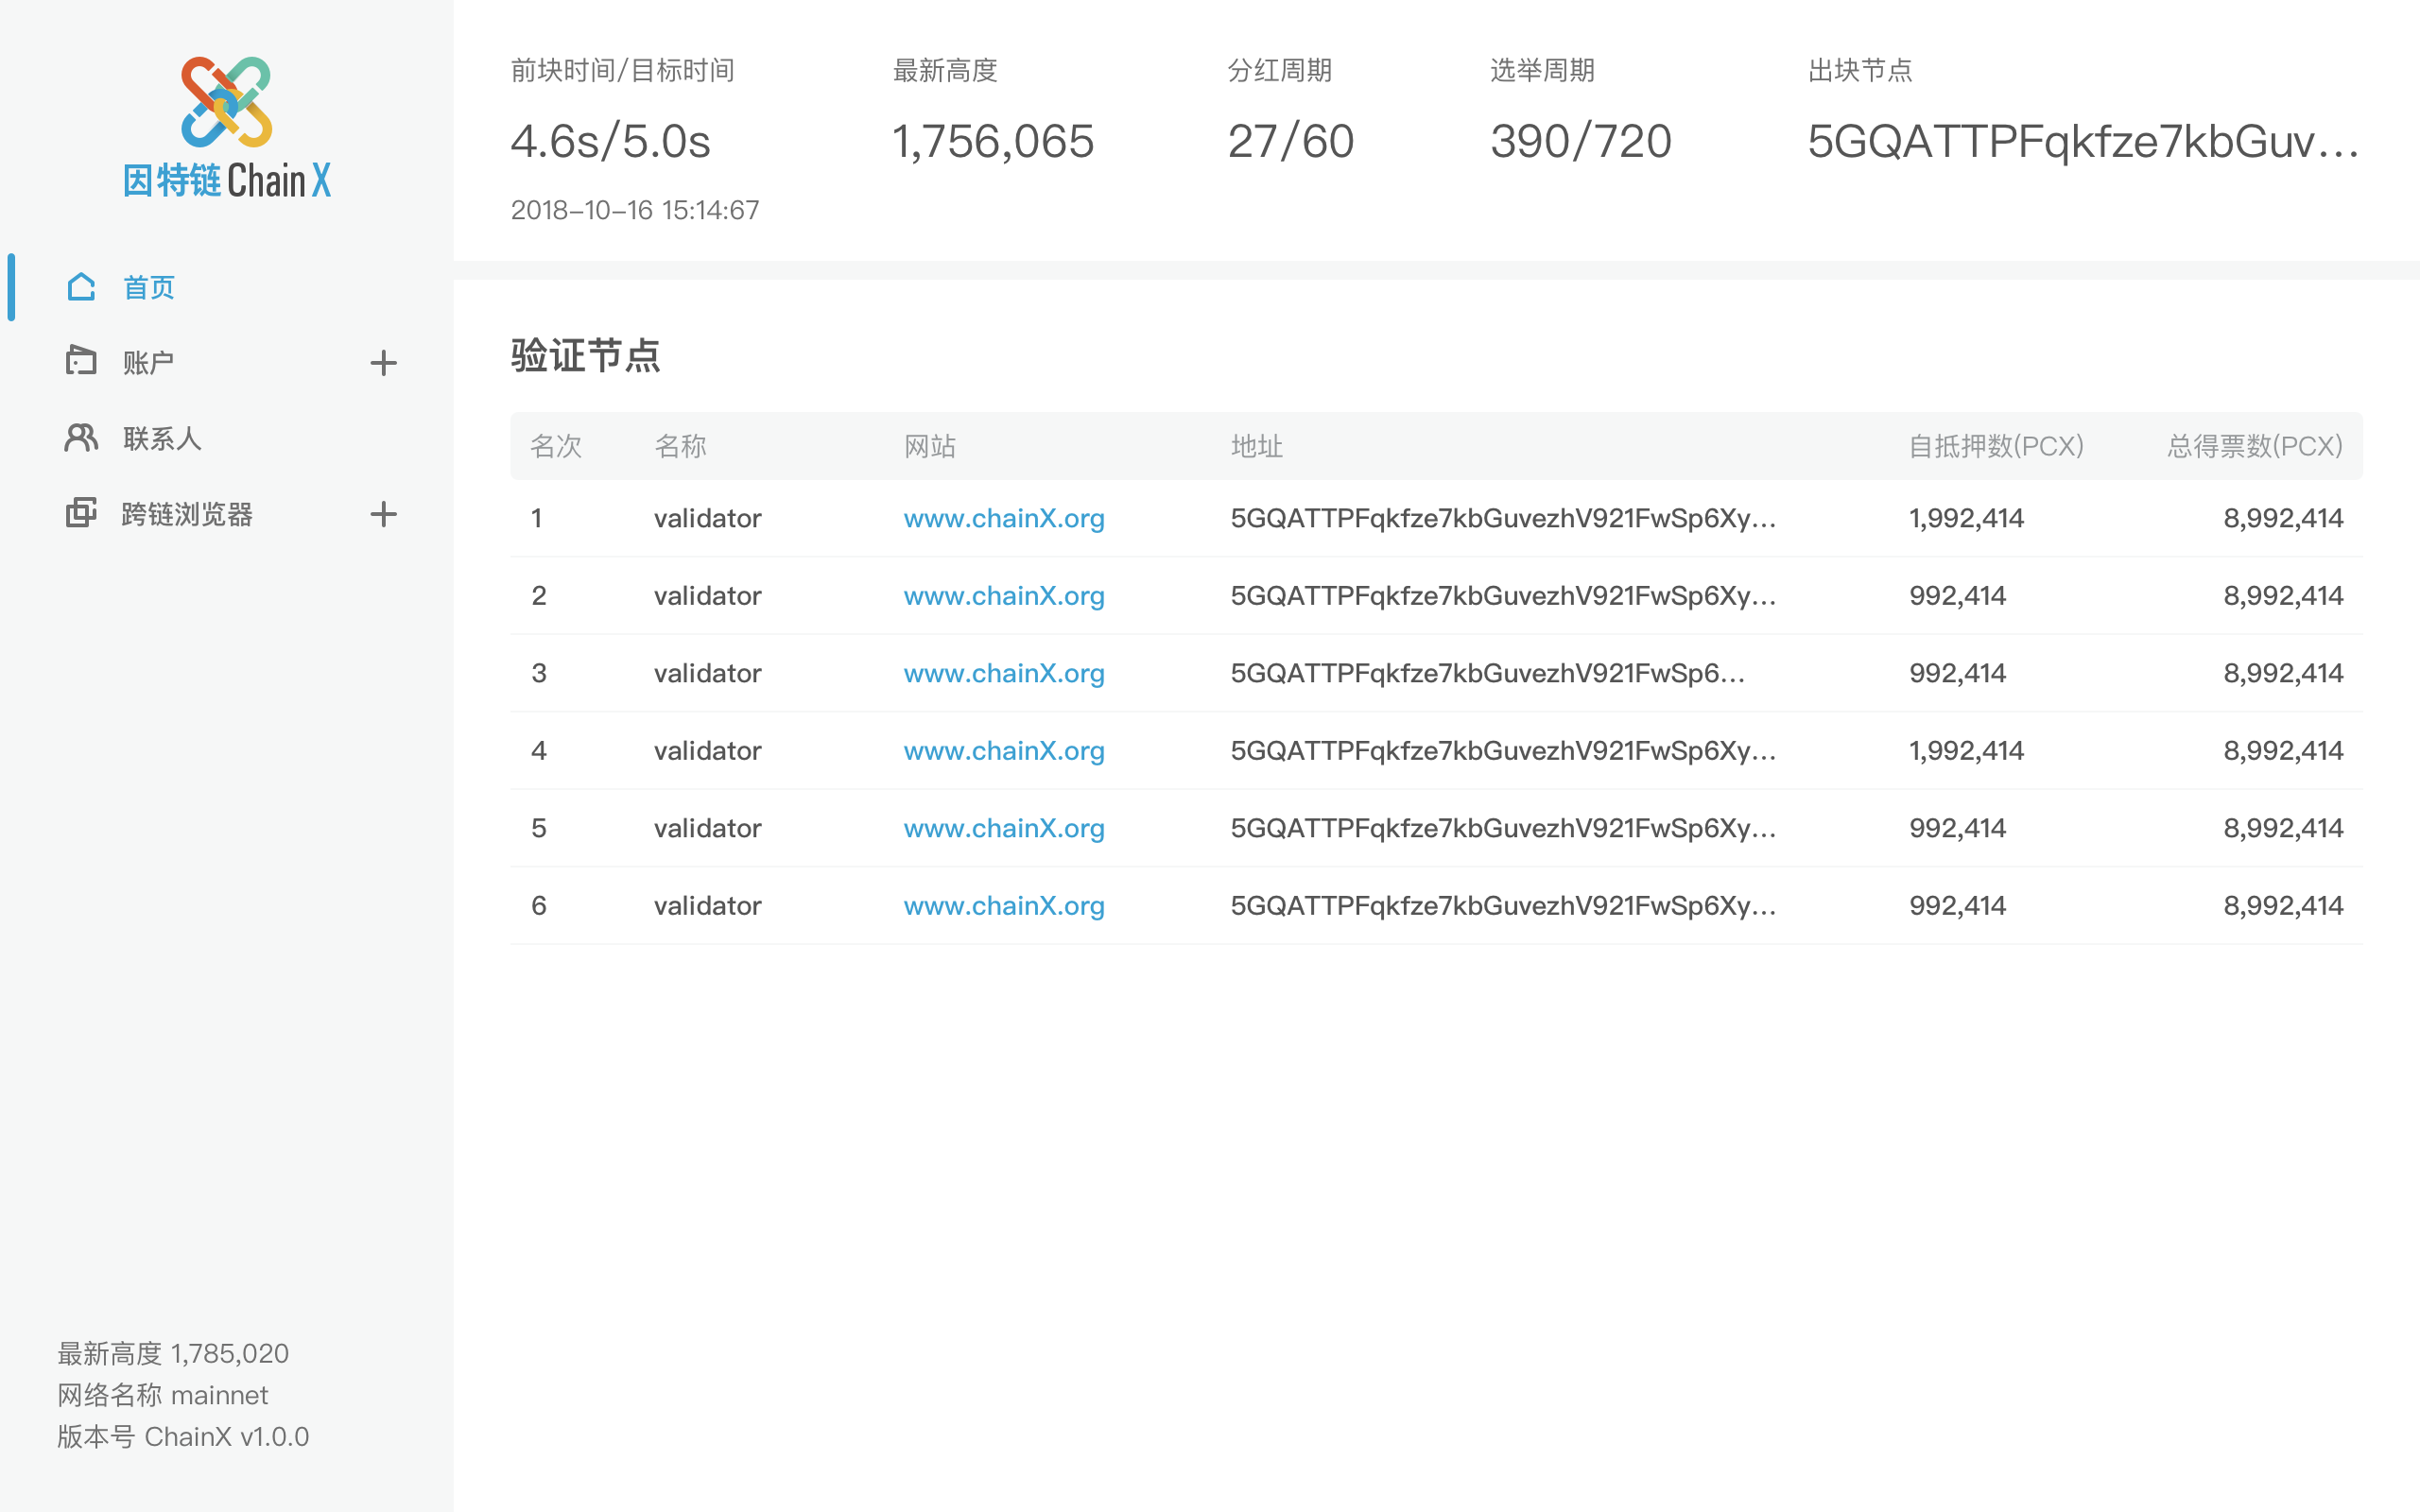 因特链 Chain X
首页
账户
联系人
跨链浏览器
最新高度 1,785,020
网络名称 mainnet
版本号 ChainX v1.0.0
前块时间/目标时间 最新高度 分红周期 选举周期 出块节点
4.6s/5.0s 1,756,065 27/60 390/720 5GQATTPFqkfze7kbGuv...
2018-10-16 15:14:67
验证节点
名次 名称 网站 地址 自抵押数(PCX) 总得票数(PCX)
1 validator www.chainX.org 5GQATTPFqkfze7kbGuvezhV921FwSp6Xy... 1,992,414 8,992,414
2 validator www.chainX.org 5GQATTPFqkfze7kbGuvezhV921FwSp6Xy... 992,414 8,992,414
3 validator www.chainX.org 5GQATTPFqkfze7kbGuvezhV921FwSp6... 992,414 8,992,414
4 validator www.chainX.org 5GQATTPFqkfze7kbGuvezhV921FwSp6Xy... 1,992,414 8,992,414
5 validator www.chainX.org 5GQATTPFqkfze7kbGuvezhV921FwSp6Xy... 992,414 8,992,414
6 validator www.chainX.org 5GQATTPFqkfze7kbGuvezhV921FwSp6Xy... 992,414 8,992,414